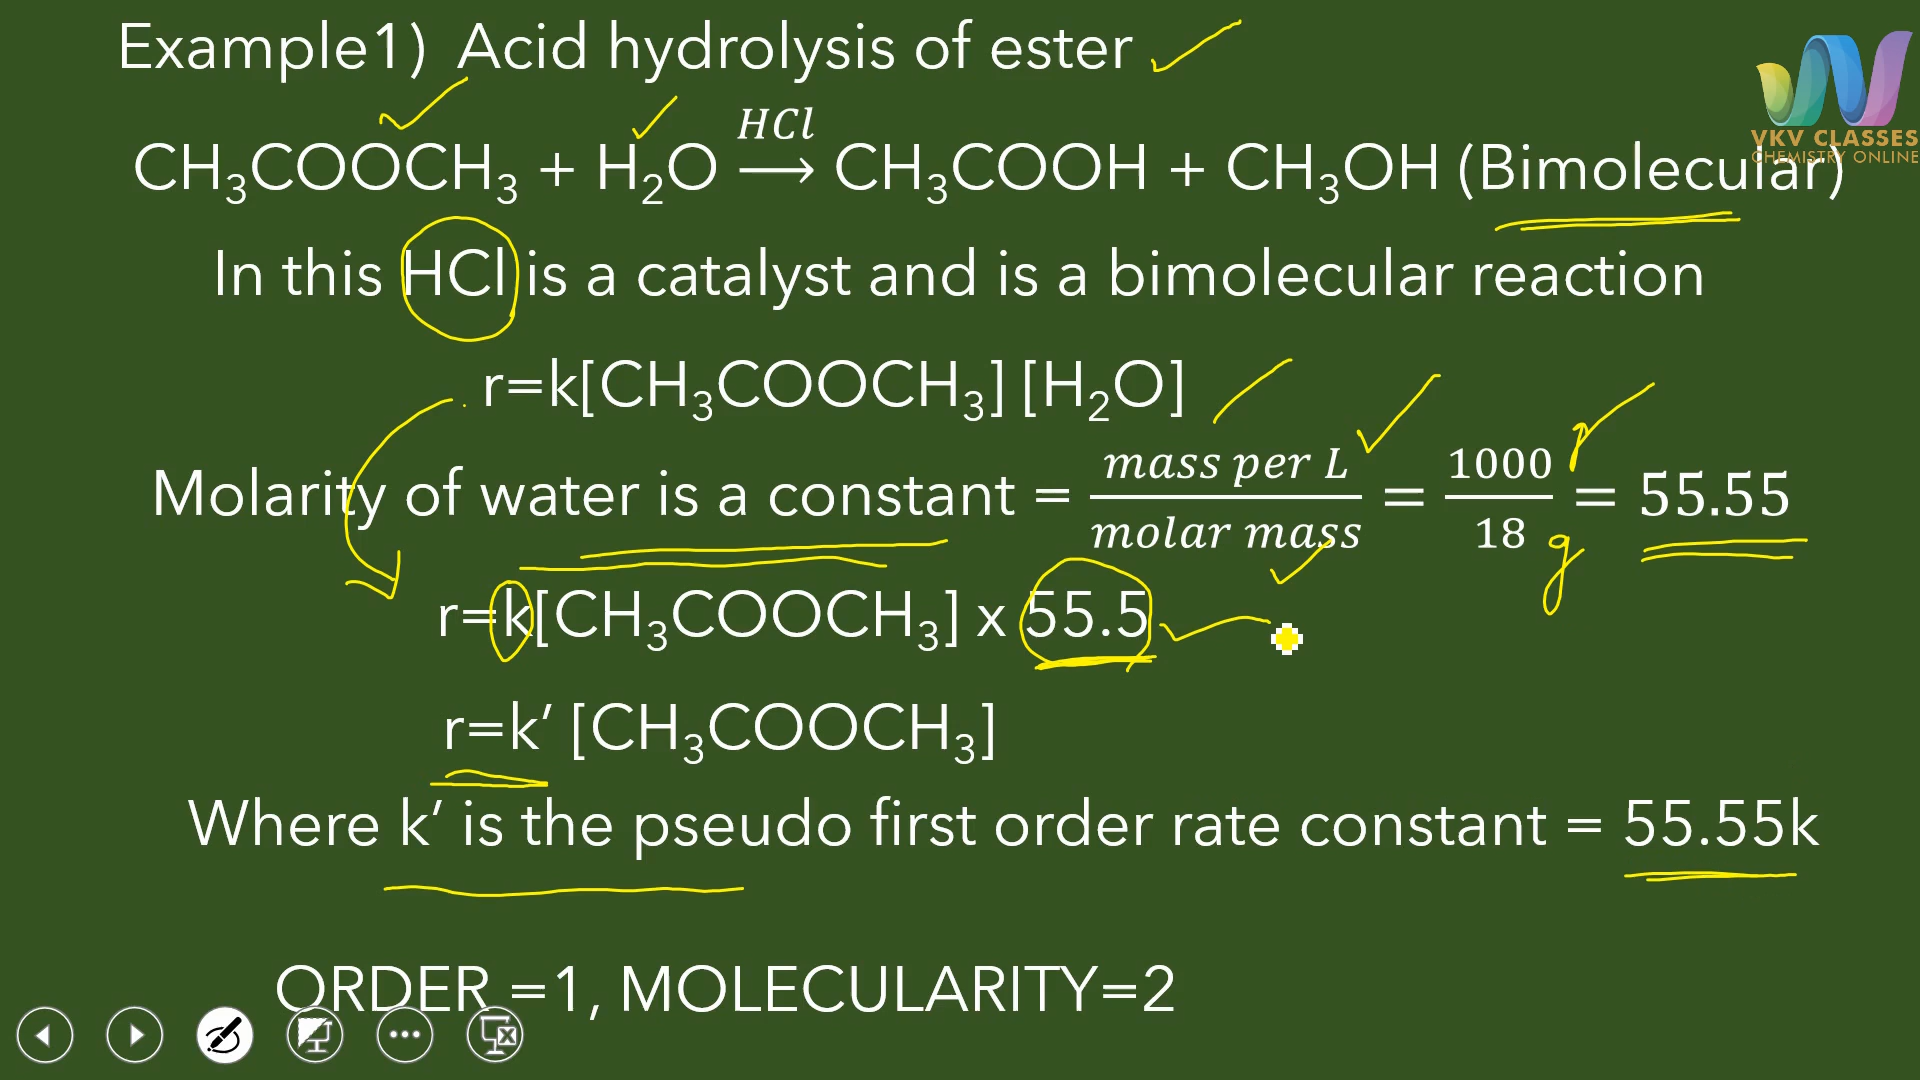 Example1) Acid hydrolysis of ester
VKV CLASSES
CHEMISTRY ONLINE
CH₃COOCH₃ + H₂O \xrightarrow{HCl} CH₃COOH + CH₃OH (Bimolecular)
In this HCl is a catalyst and is a bimolecular reaction
r=k[CH₃COOCH₃] [H₂O]
Molarity of water is a constant = \frac{mass per L}{molar mass} = \frac{1000}{18} = 55.55
g
r=k[CH₃COOCH₃] x 55.5
r=k’ [CH₃COOCH₃]
Where k’ is the pseudo first order rate constant = 55.55k
ORDER =1, MOLECULARITY=2